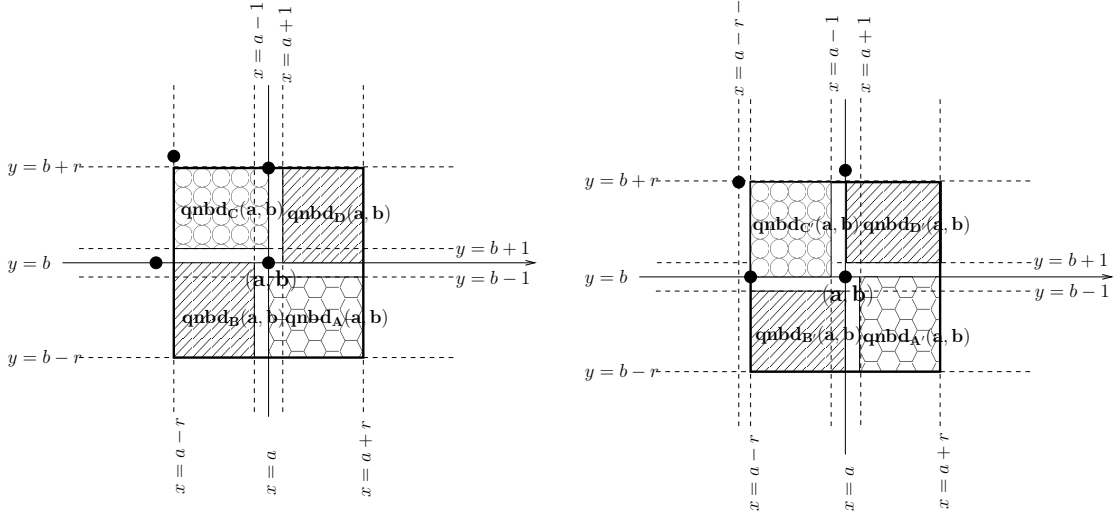 x = a − 1
x = a + 1
y = b + r
qnbd_C(a, b)
qnbd_D(a, b)
y = b + 1
y = b
y = b − 1
(a, b)
qnbd_B(a, b)
qnbd_A(a, b)
y = b − r
x = a − r
x = a
x = a + r
x = a − r −
x = a − 1
x = a + 1
y = b + r
qnbd_C′(a, b)
qnbd_D′(a, b)
y = b + 1
y = b
y = b − 1
(a, b)
qnbd_B′(a, b)
qnbd_A′(a, b)
y = b − r
x = a − r
x = a
x = a + r